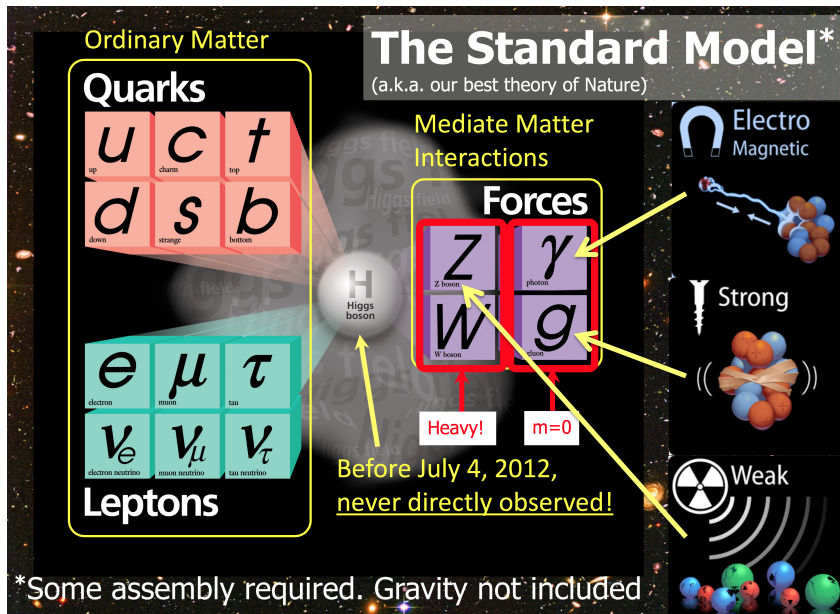 Ordinary Matter
The Standard Model*
(a.k.a. our best theory of Nature)
Quarks
u c t
up charm top
d s b
down strange bottom
Mediate Matter
Interactions
Forces
Z γ
Z boson photon
W g
W boson gluon
Heavy! m=0
H
Higgs
boson
Higgs field
e μ τ
electron muon tau
νe νμ ντ
electron neutrino muon neutrino tau neutrino
Leptons
Before July 4, 2012,
never directly observed!
Electro
Magnetic
Strong
Weak
*Some assembly required. Gravity not included